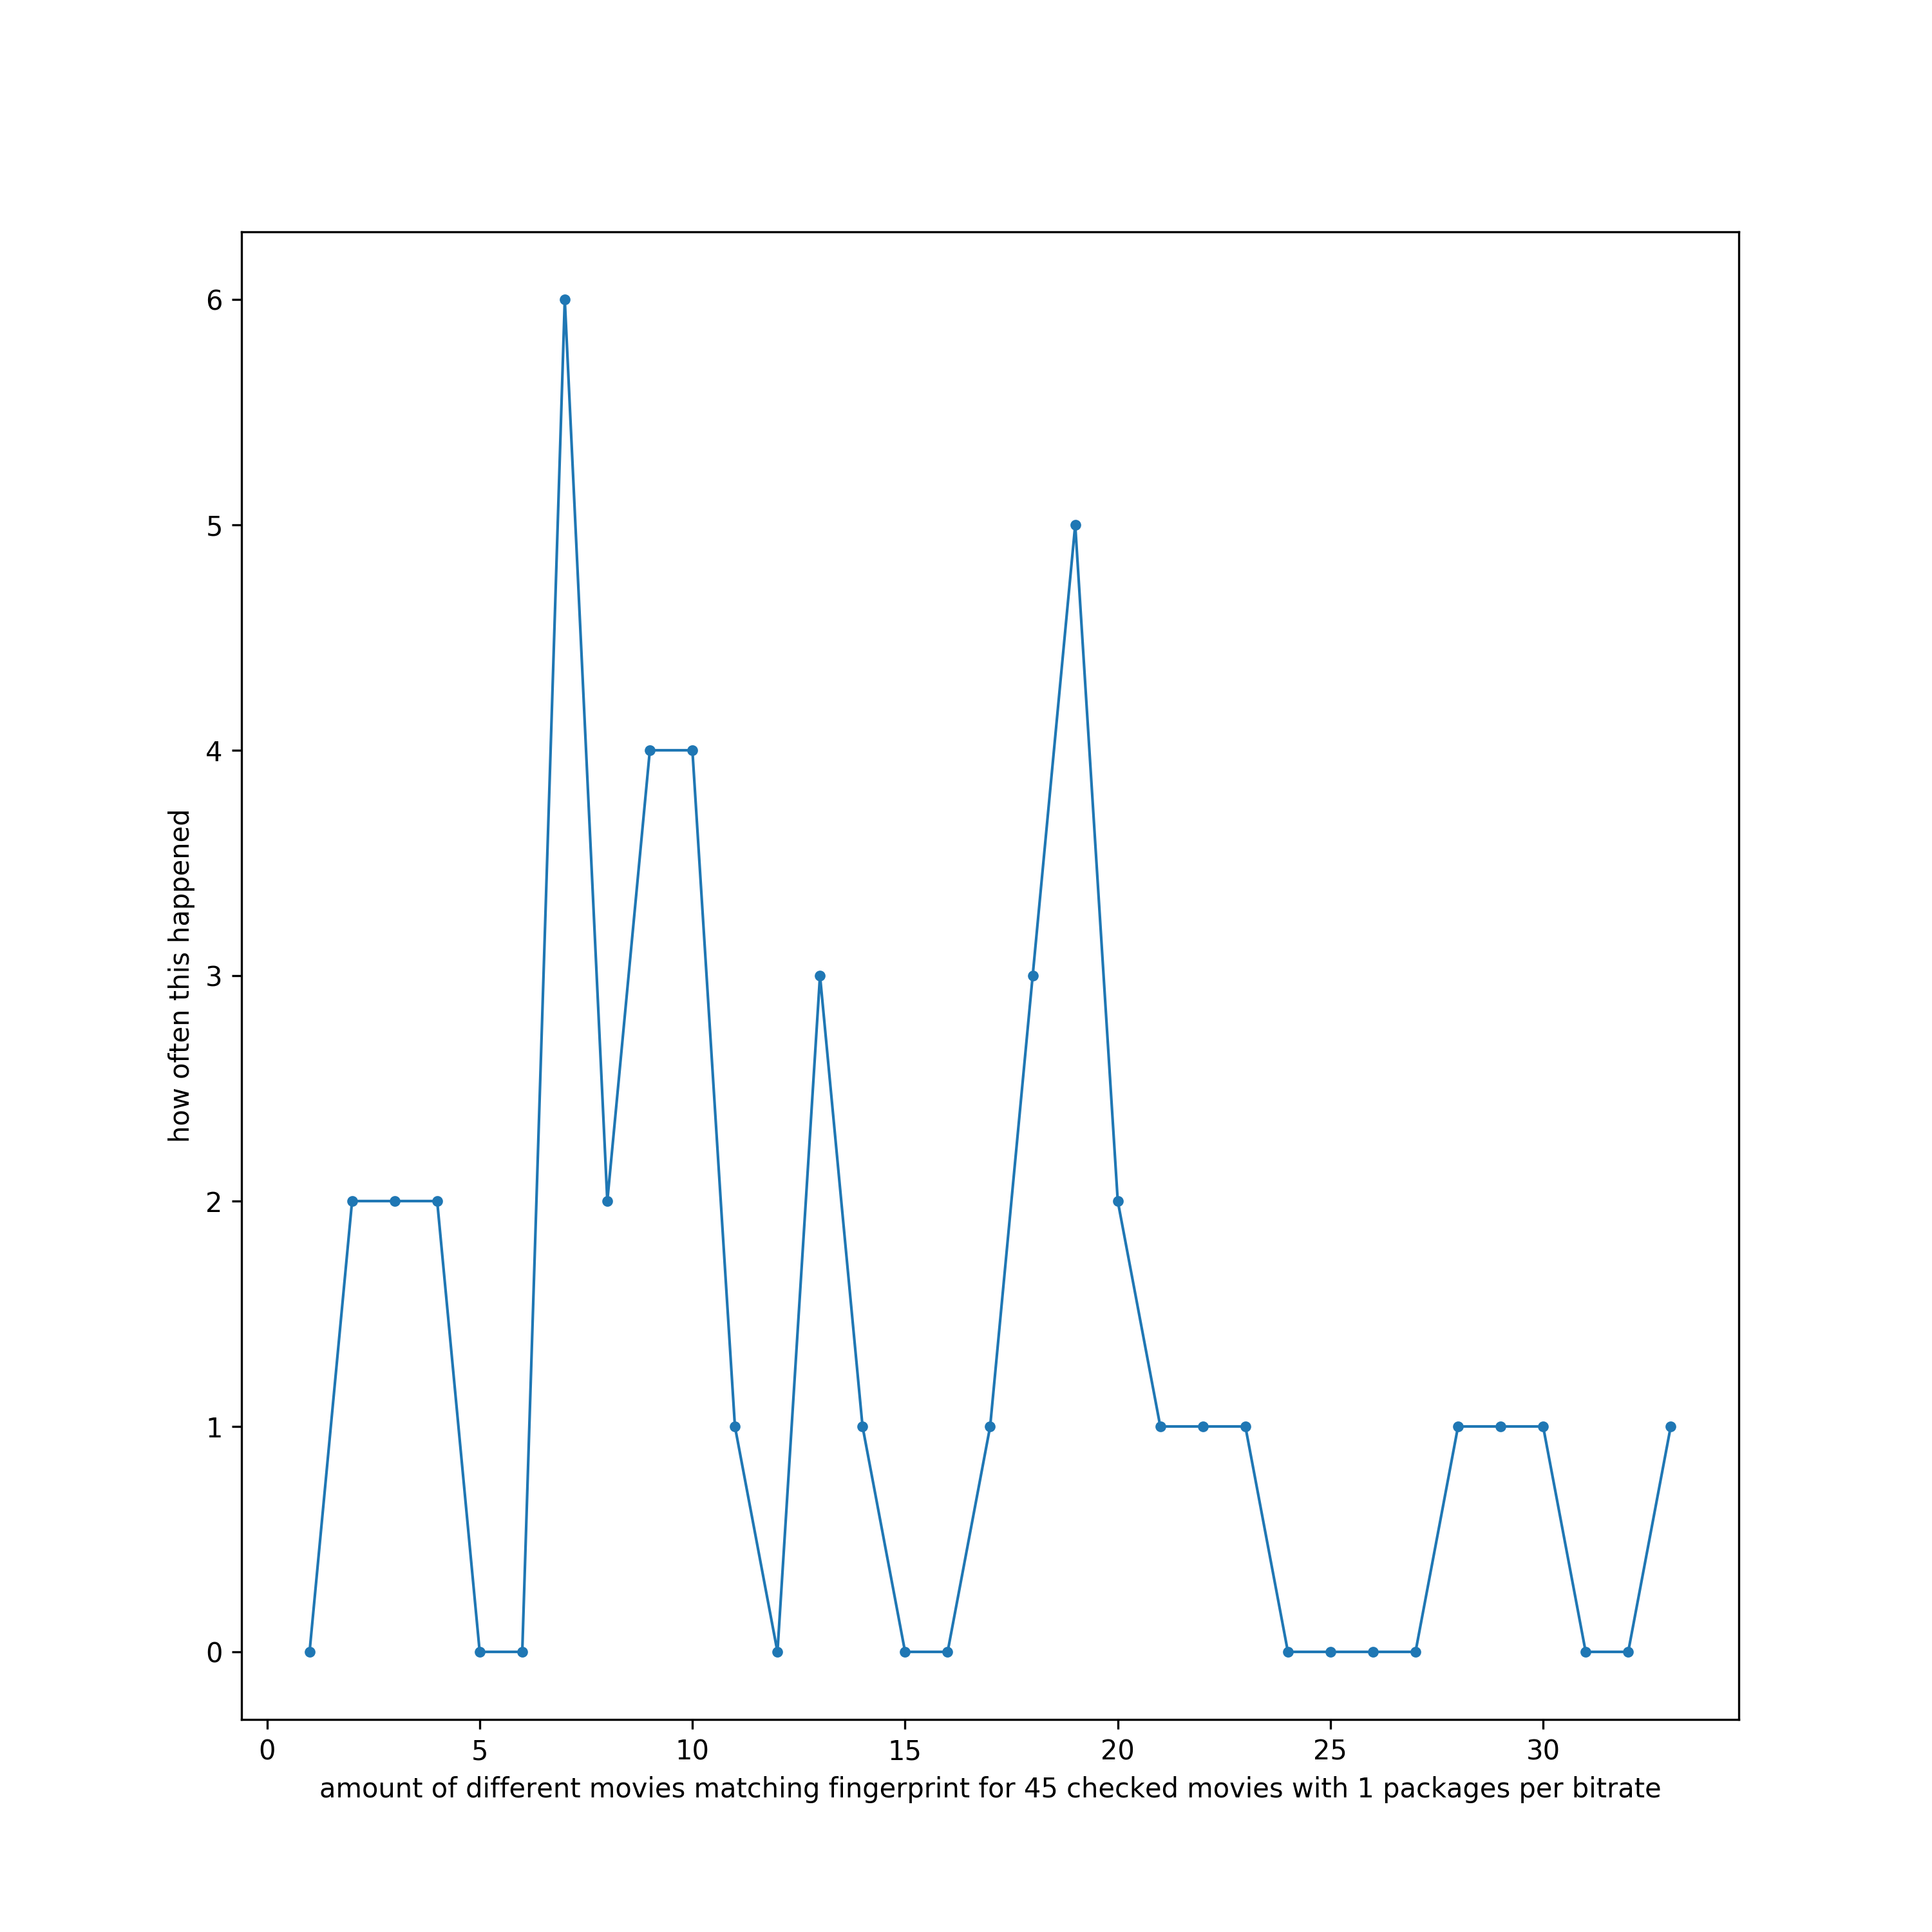 6
5
4
3
2
1
0
how often this happened
0 5 10 15 20 25 30
amount of different movies matching fingerprint for 45 checked movies with 1 packages per bitrate